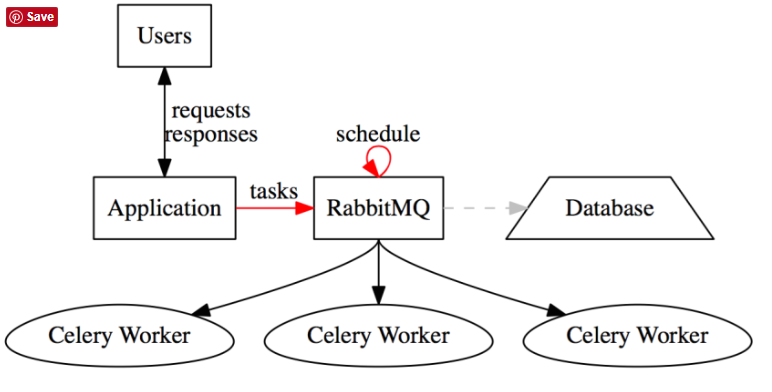 Save
Users
requests
responses
schedule
Application
tasks
RabbitMQ
Database
Celery Worker
Celery Worker
Celery Worker